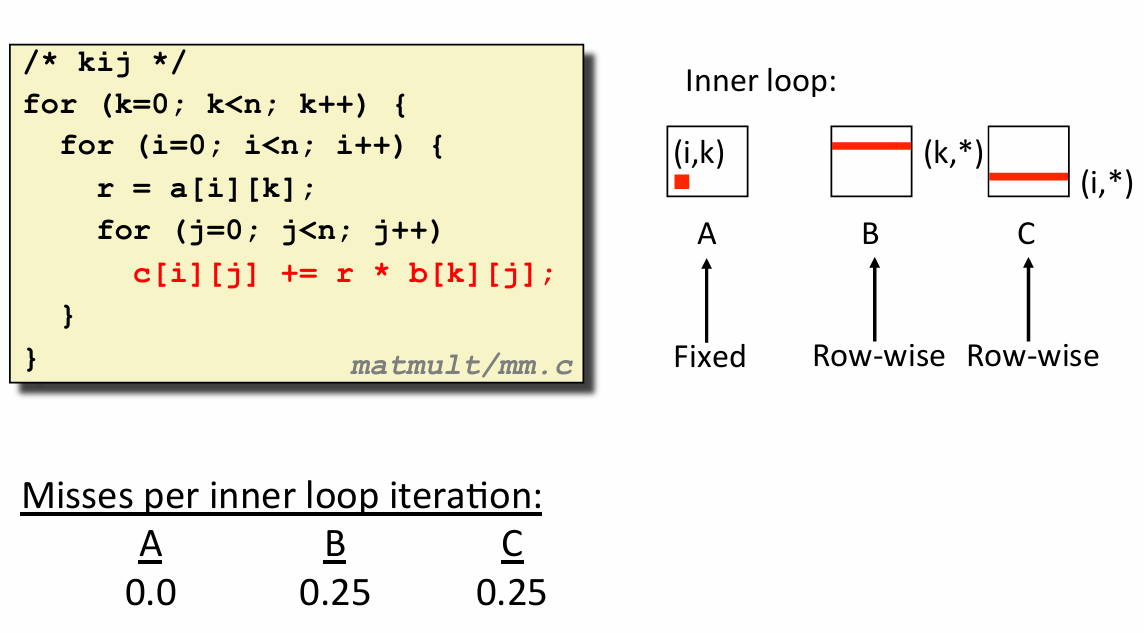 /* kij */
for (k=0; k<n; k++) {
  for (i=0; i<n; i++) {
    r = a[i][k];
    for (j=0; j<n; j++)
      c[i][j] += r * b[k][j];
  }
}
matmult/mm.c
Inner loop:
(i,k)
(k,*)
(i,*)
A B C
Fixed Row-wise Row-wise
Misses per inner loop iteration:
A B C
0.0 0.25 0.25